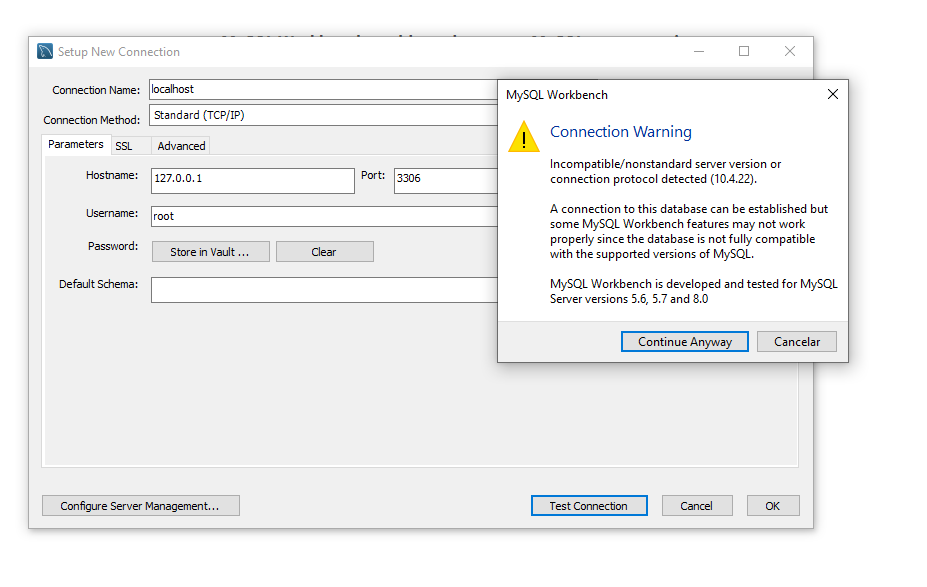 Setup New Connection
Connection Name: localhost
Connection Method: Standard (TCP/IP)
Parameters SSL Advanced
Hostname: 127.0.0.1 Port: 3306
Username: root
Password: Store in Vault ... Clear
Default Schema:
Configure Server Management... Test Connection Cancel OK
MySQL Workbench
Connection Warning
Incompatible/nonstandard server version or
connection protocol detected (10.4.22).
A connection to this database can be established but
some MySQL Workbench features may not work
properly since the database is not fully compatible
with the supported versions of MySQL.
MySQL Workbench is developed and tested for MySQL
Server versions 5.6, 5.7 and 8.0
Continue Anyway Cancelar